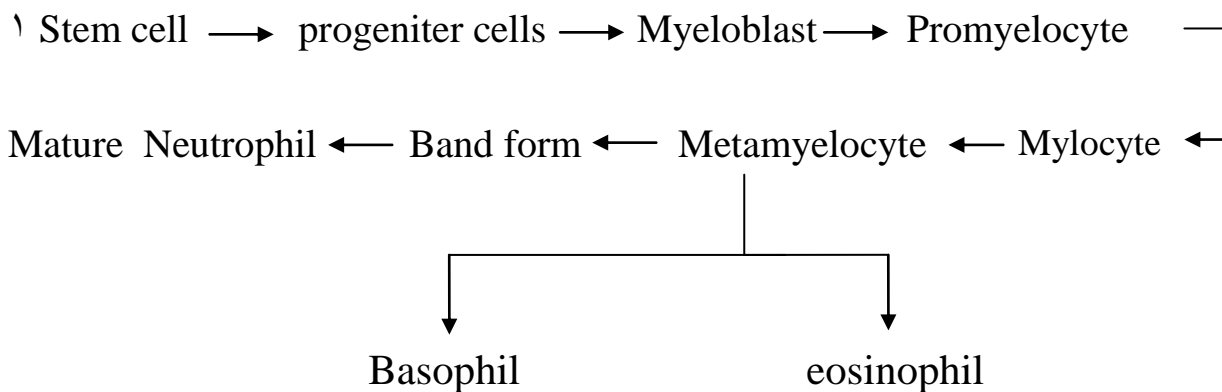 ١ Stem cell progeniter cells Myeloblast Promyelocyte
Mature Neutrophil Band form Metamyelocyte Mylocyte
Basophil eosinophil